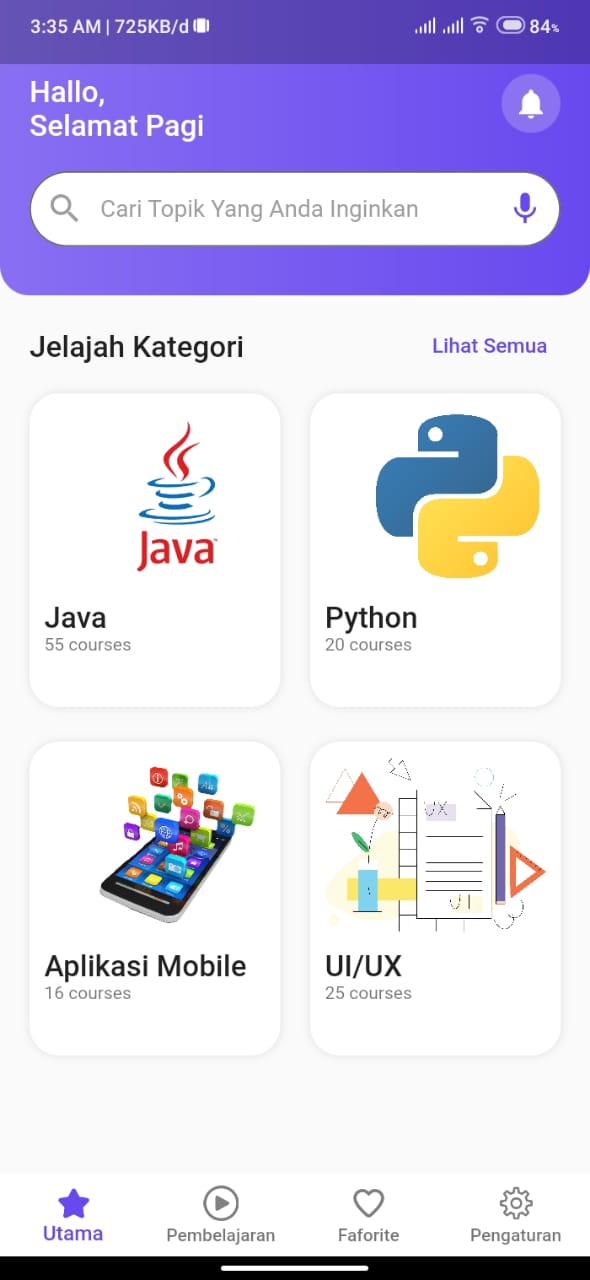 3:35 AM | 725KB/d
84%
Hallo,
Selamat Pagi
Cari Topik Yang Anda Inginkan
Jelajah Kategori
Lihat Semua
Java
Java
55 courses
Python
20 courses
UX
UI
Aplikasi Mobile
16 courses
UI/UX
25 courses
Utama
Pembelajaran
Faforite
Pengaturan